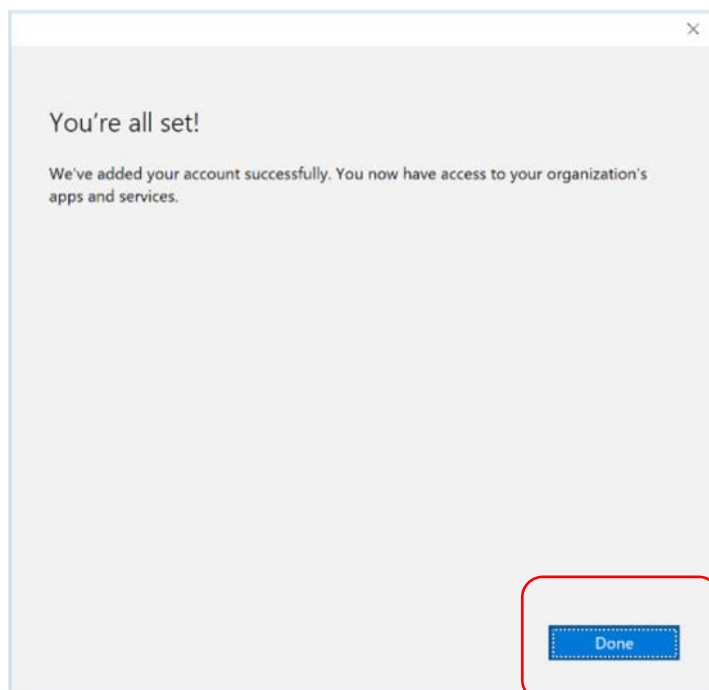 You're all set!
We've added your account successfully. You now have access to your organization's
apps and services.
Done